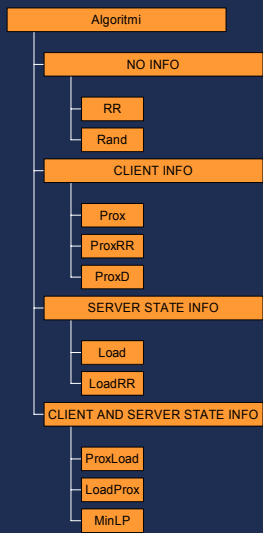 Algoritmi
NO INFO
RR
Rand
CLIENT INFO
Prox
ProxRR
ProxD
SERVER STATE INFO
Load
LoadRR
CLIENT AND SERVER STATE INFO
ProxLoad
LoadProx
MinLP